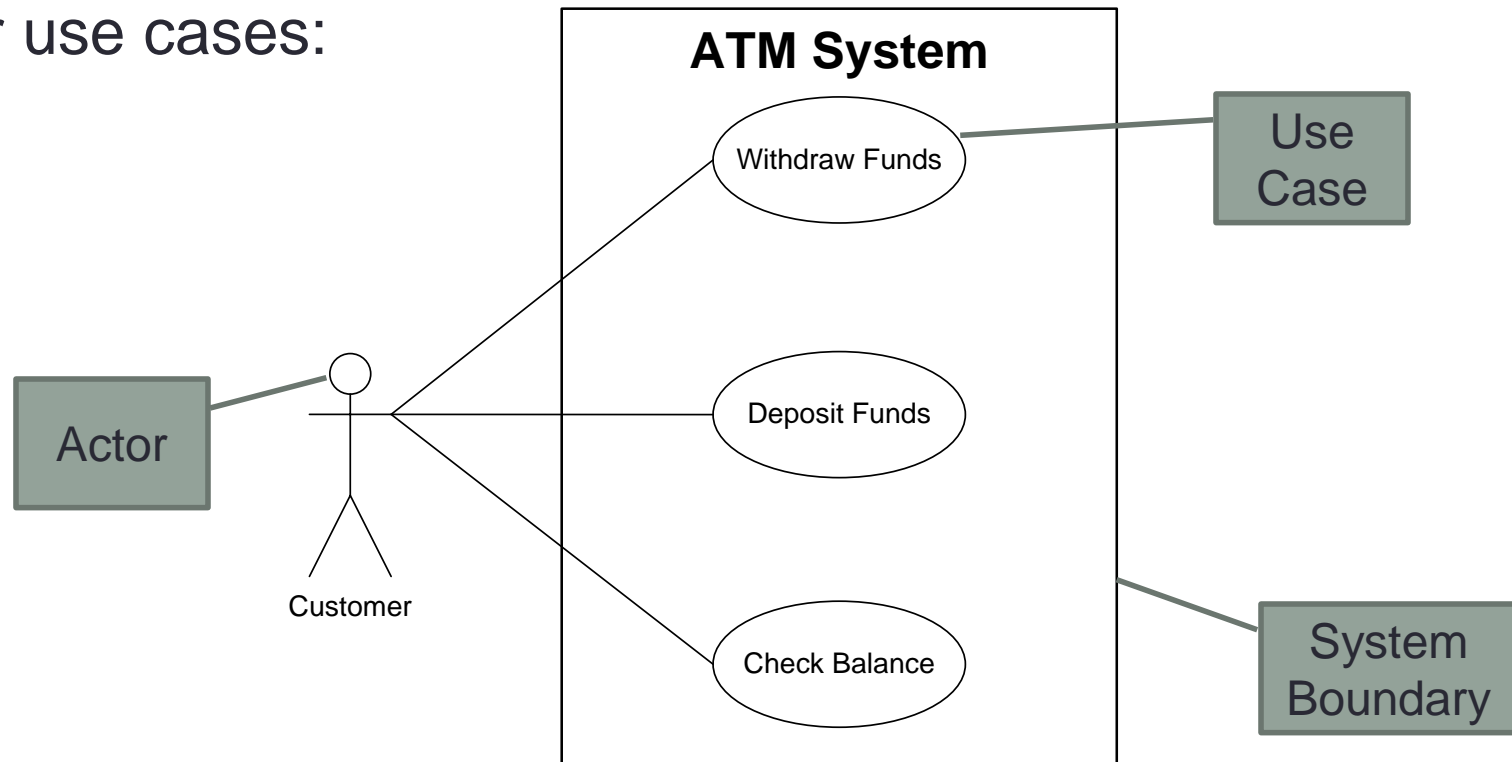 r use cases:
ATM System
Withdraw Funds
Use
Case
Deposit Funds
Actor
Customer
Check Balance
System
Boundary